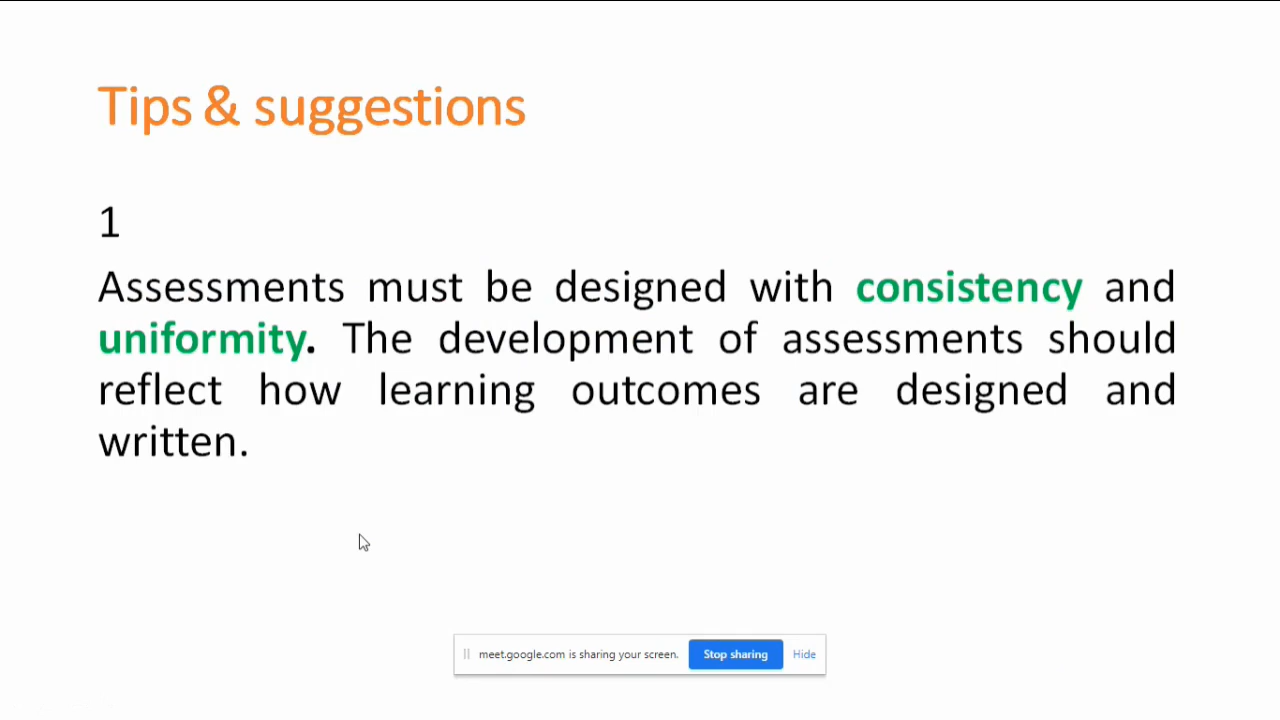 Tips & suggestions
1
Assessments must be designed with consistency and
uniformity. The development of assessments should
reflect how learning outcomes are designed and
written.
meet.google.com is sharing your screen. Stop sharing Hide